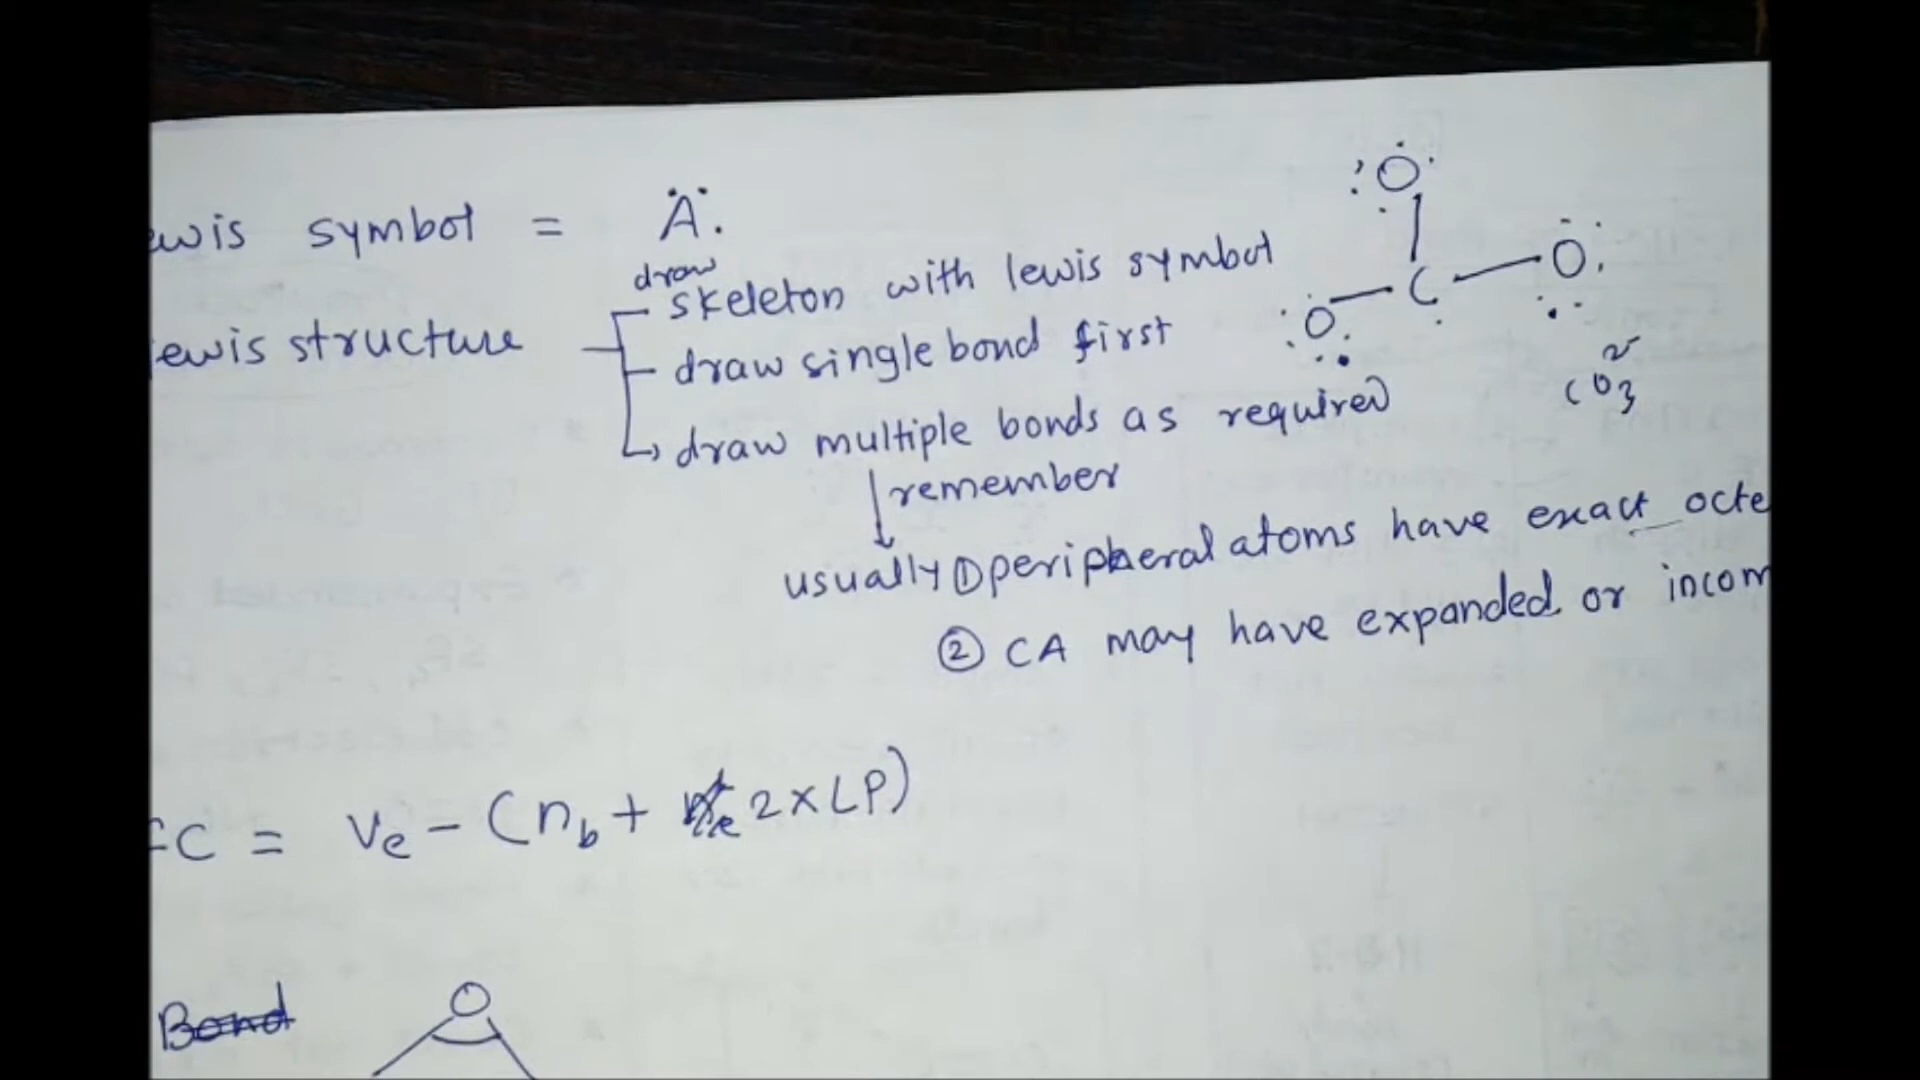 ewis symbol = Ä.
draw
ewis structure
skeleton with lewis symbol
draw single bond first
draw multiple bonds as required
remember
usually ① peripheral atoms have exact octe
② CA may have expanded or incom
O
C O
O
CO3
FC = Ve - (nb + 2 x LP)
Bond
O